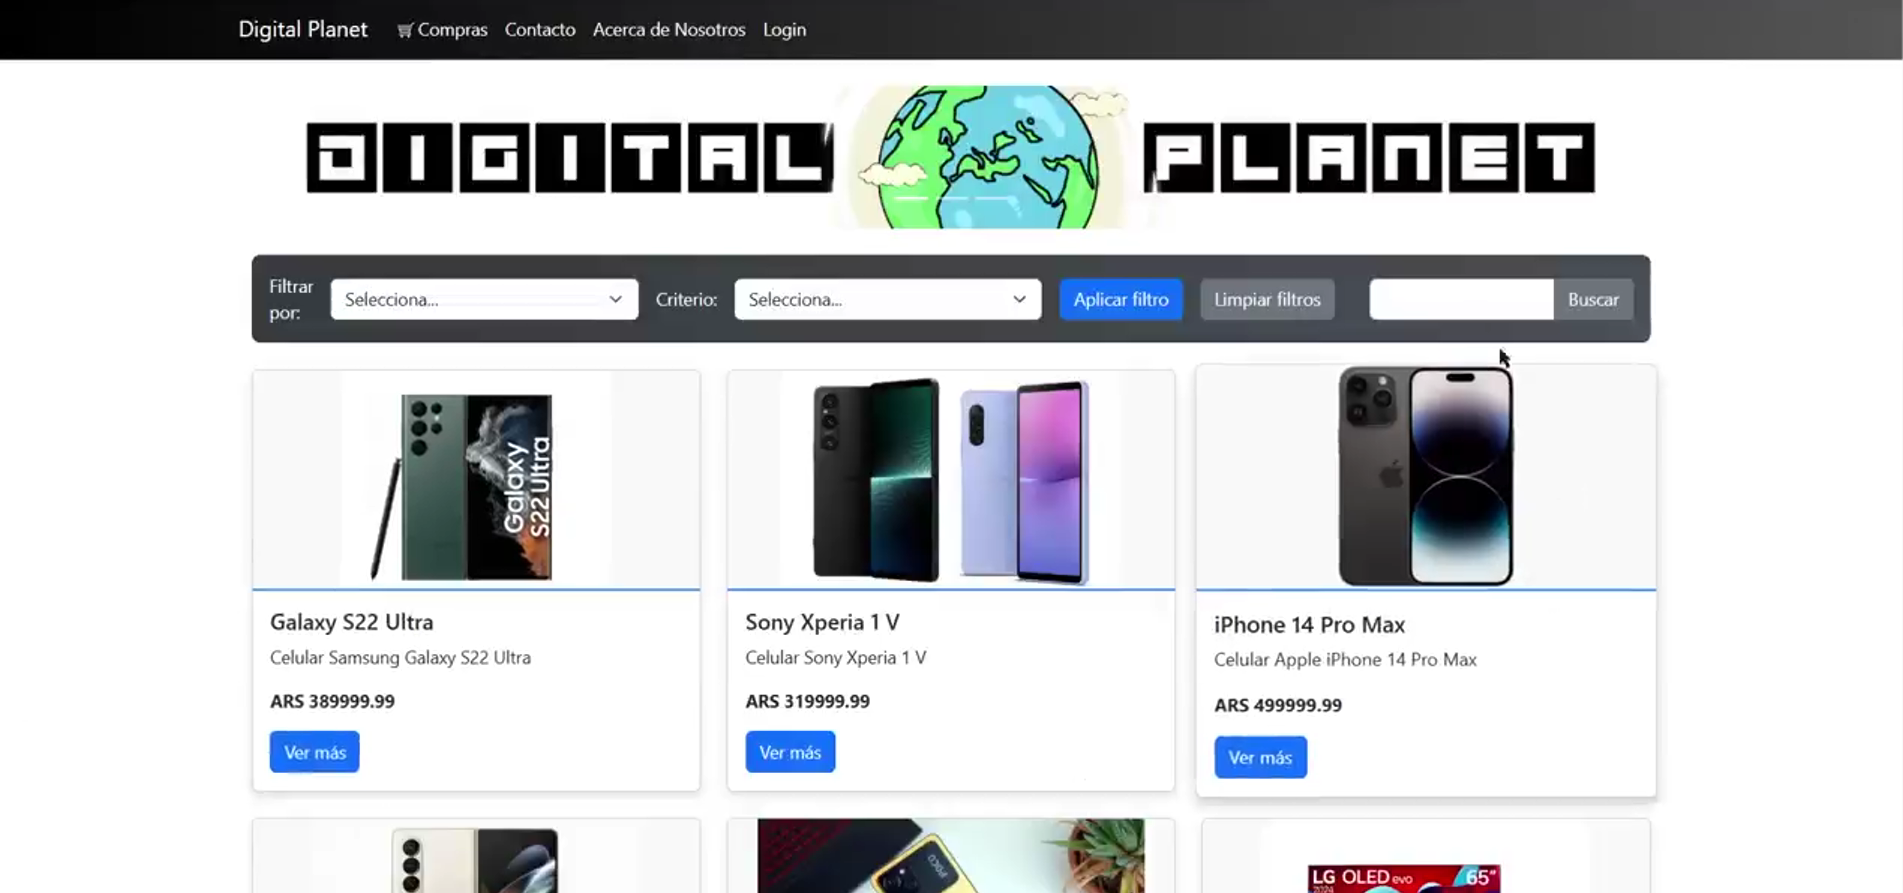 Digital Planet Compras Contacto Acerca de Nosotros Login
DIGITAL PLANET
Filtrar por: Selecciona... Criterio: Selecciona... Aplicar filtro Limpiar filtros Buscar
Galaxy S22 Ultra
Galaxy S22 Ultra
Celular Samsung Galaxy S22 Ultra
ARS 389999.99
Ver más
Sony Xperia 1 V
Celular Sony Xperia 1 V
ARS 319999.99
Ver más
iPhone 14 Pro Max
Celular Apple iPhone 14 Pro Max
ARS 499999.99
Ver más
POCO
LG OLED evo 65"
2024